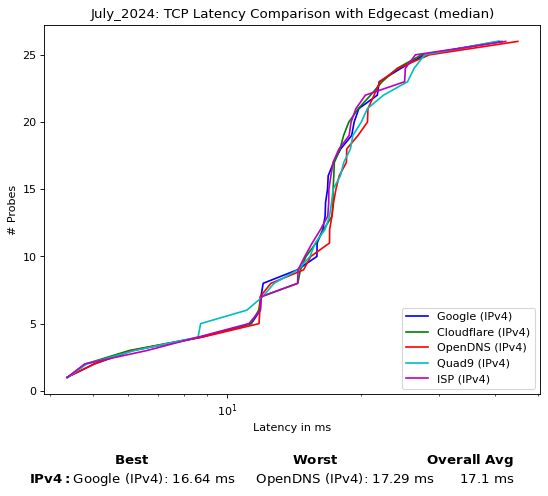 July_2024: TCP Latency Comparison with Edgecast (median)
25
20
15
10
5
0
# Probes
10^1
Latency in ms
Google (IPv4)
Cloudflare (IPv4)
OpenDNS (IPv4)
Quad9 (IPv4)
ISP (IPv4)
Best Worst Overall Avg
IPv4: Google (IPv4): 16.64 ms OpenDNS (IPv4): 17.29 ms 17.1 ms